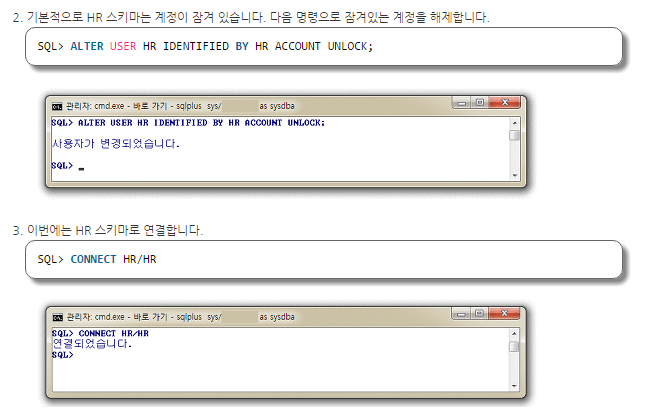 2. 기본적으로 HR 스키마는 계정이 잠겨 있습니다. 다음 명령으로 잠겨있는 계정을 해제합니다.
SQL> ALTER USER HR IDENTIFIED BY HR ACCOUNT UNLOCK;
관리자: cmd.exe - 바로 가기 - sqlplus sys/ as sysdba
SQL> ALTER USER HR IDENTIFIED BY HR ACCOUNT UNLOCK;
사용자가 변경되었습니다.
SQL> _
3. 이번에는 HR 스키마로 연결합니다.
SQL> CONNECT HR/HR
관리자: cmd.exe - 바로 가기 - sqlplus sys/ as sysdba
SQL> CONNECT HR/HR
연결되었습니다.
SQL>